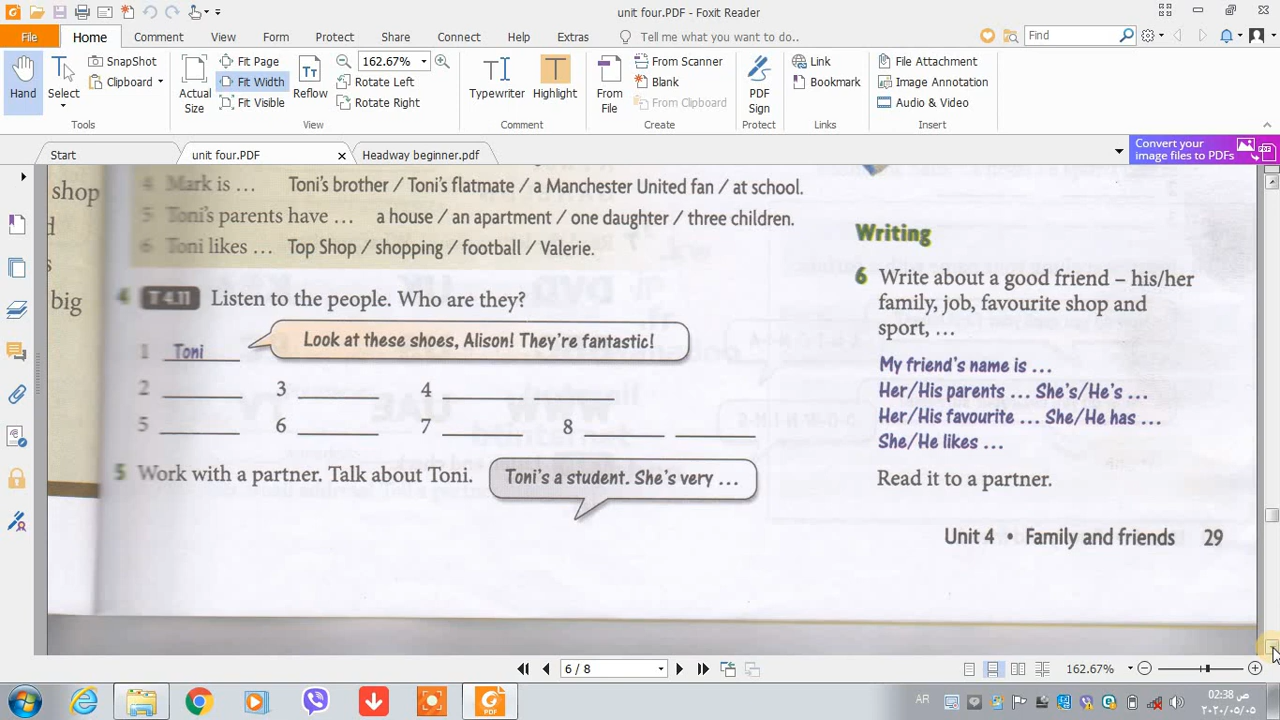 unit four.PDF - Foxit Reader
File
Home
Comment
View
Form
Protect
Share
Connect
Help
Extras
Tell me what you want to do..
Find
Hand
Select
SnapShot
Clipboard
Actual Size
Fit Page
Fit Width
Fit Visible
Reflow
162.67%
Rotate Left
Rotate Right
Typewriter
Highlight
From File
From Scanner
Blank
From Clipboard
PDF Sign
Link
Bookmark
File Attachment
Image Annotation
Audio & Video
Tools
View
Comment
Create
Protect
Links
Insert
Start
unit four.PDF
Headway beginner.pdf
Convert your image files to PDFs
shop
big
4 Mark is … Toni's brother / Toni's flatmate / a Manchester United fan / at school.
5 Toni's parents have … a house / an apartment / one daughter / three children.
6 Toni likes … Top Shop / shopping / football / Valerie.
4 T 4.11 Listen to the people. Who are they?
1 Toni
Look at these shoes, Alison! They're fantastic!
2 3 4
5 6 7 8
5 Work with a partner. Talk about Toni.
Toni's a student. She's very …
Writing
6 Write about a good friend – his/her
family, job, favourite shop and
sport, …
My friend's name is …
Her/His parents … She's/He's …
Her/His favourite … She/He has …
She/He likes …
Read it to a partner.
Unit 4 • Family and friends 29
6 / 8
162.67%
AR
02:38 ص
٢٠٢٠/٠٥/٠٥